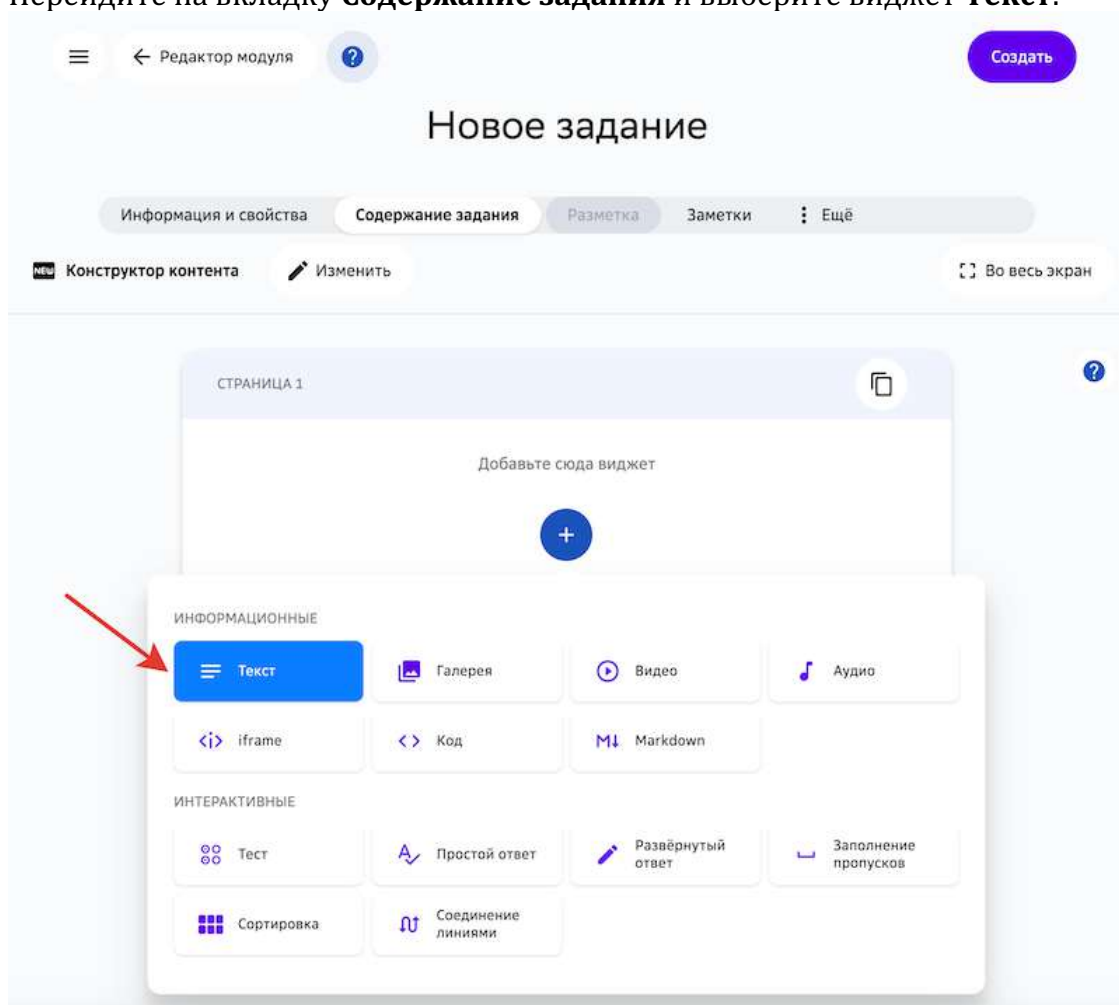 Перейдите на вкладку Содержание задания и выберите виджет Текст.
← Редактор модуля
?
Создать
Новое задание
Информация и свойства
Содержание задания
Разметка
Заметки
Ещё
NEW Конструктор контента
Изменить
Во весь экран
СТРАНИЦА 1
?
Добавьте сюда виджет
+
ИНФОРМАЦИОННЫЕ
Текст
Галерея
Видео
Аудио
<i> iframe
<> Код
M↓ Markdown
ИНТЕРАКТИВНЫЕ
Тест
Простой ответ
Развёрнутый
ответ
Заполнение
пропусков
Сортировка
Соединение
линиями